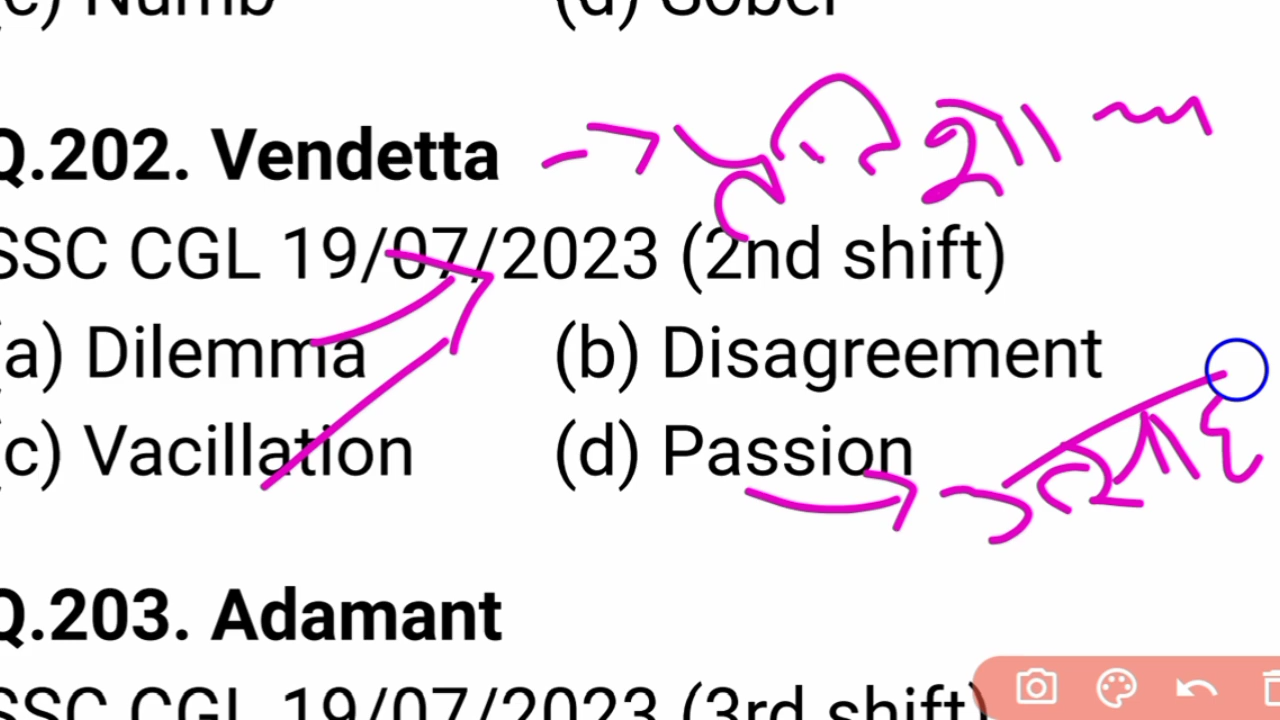 (c) Numb (d) Sober
Q.202. Vendetta
SSC CGL 19/07/2023 (2nd shift)
(a) Dilemma (b) Disagreement
(c) Vacillation (d) Passion
Q.203. Adamant
SSC CGL 19/07/2023 (3rd shift)